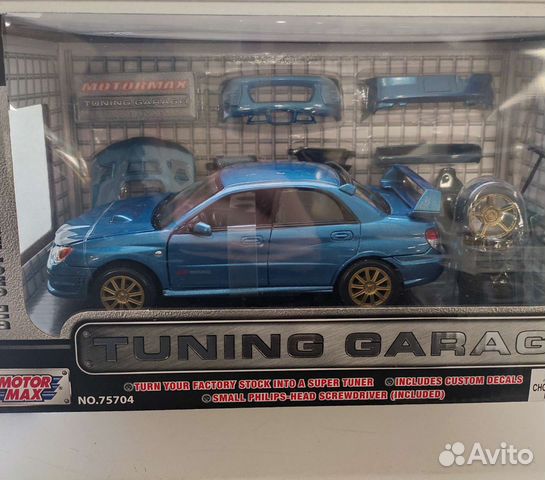 MOTORMAX
TUNING GARAGE
TUNING GARAG
MOTOR
MAX
TURN YOUR FACTORY STOCK INTO A SUPER TUNER
INCLUDES CUSTOM DECALS
NO.75704
SMALL PHILIPS-HEAD SCREWDRIVER (INCLUDED)
CHO
Avito